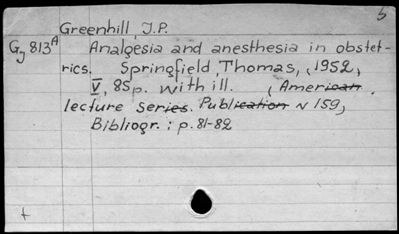 b
Greenhill, J.P.
Gy 813A Analgesia and anesthesia in obstet-
rics. Springfield, Thomas, (1952,
V, 85p. with ill. (American.
lecture series. Publication N 159)
Bibliogr.: p. 81-82
t